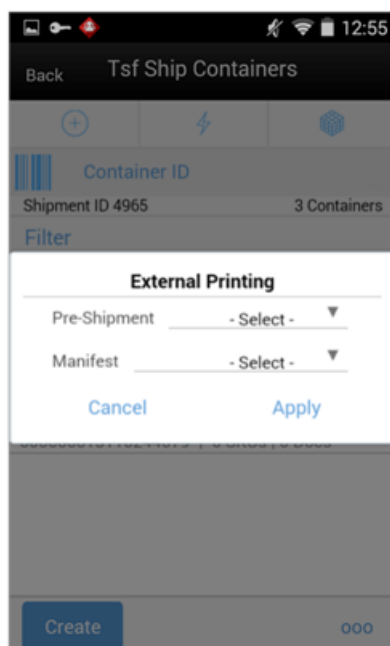 12:55
Back Tsf Ship Containers
Container ID
Shipment ID 4965 3 Containers
Filter
External Printing
Pre-Shipment - Select -
Manifest - Select -
Cancel Apply
Create ooo